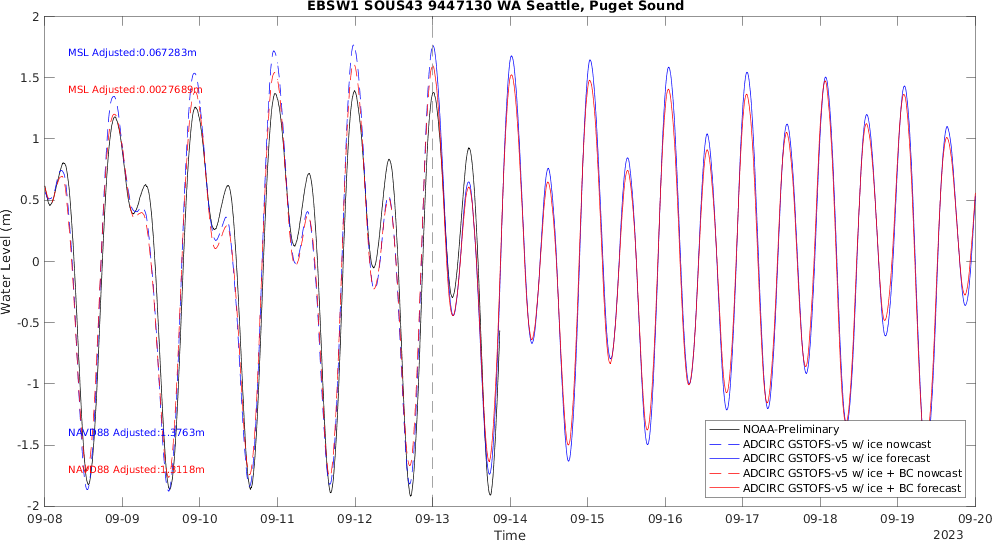 EBSW1 SOUS43 9447130 WA Seattle, Puget Sound
2
1.5
1
0.5
0
-0.5
-1
-1.5
-2
Water Level (m)
MSL Adjusted:0.067283m
MSL Adjusted:0.0027689m
NAVD88 Adjusted:1.3763m
NAVD88 Adjusted:1.3118m
NOAA-Preliminary
ADCIRC GSTOFS-v5 w/ ice nowcast
ADCIRC GSTOFS-v5 w/ ice forecast
ADCIRC GSTOFS-v5 w/ ice + BC nowcast
ADCIRC GSTOFS-v5 w/ ice + BC forecast
09-08 09-09 09-10 09-11 09-12 09-13 09-14 09-15 09-16 09-17 09-18 09-19 09-20
Time
2023